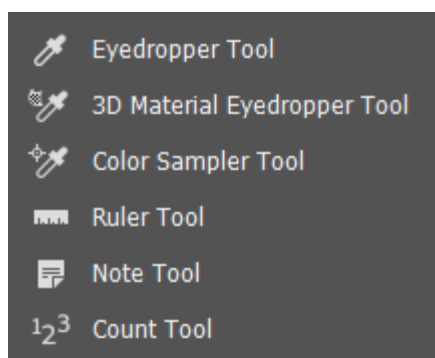 Eyedropper Tool
3D Material Eyedropper Tool
Color Sampler Tool
Ruler Tool
Note Tool
123 Count Tool